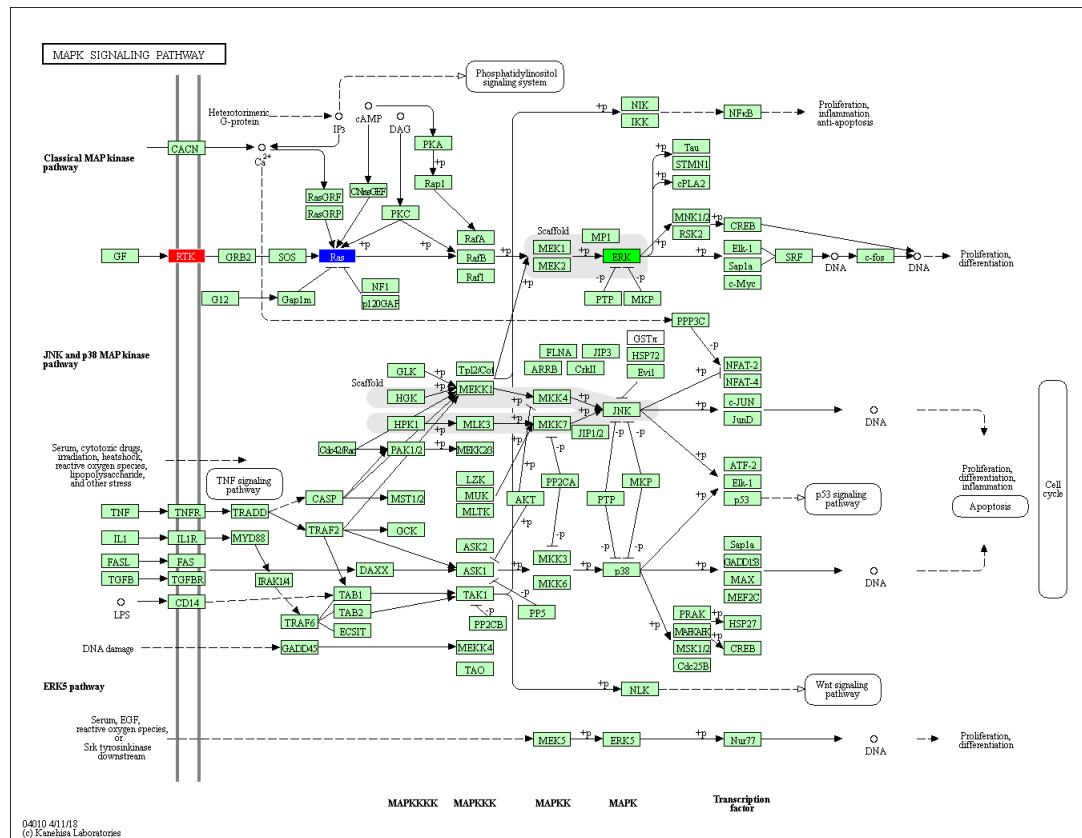 MAPK SIGNALING PATHWAY
Phosphatidylinositol
signaling system
Heterotorimeric
G-protein
IP3
cAMP
DAG
NIK
IKK
+p
NFκB
Proliferation,
inflammation
anti-apoptosis
Classical MAP kinase
pathway
CACN
Ca2+
PKA
+p
Rap1
RasGRF
RasGRP
CNrasGEF
PKC
Tau
STMN1
cPLA2
+p
+p
MNK1/2
RSK2
+p
CREB
GF
RTK
GRB2
SOS
Ras
+p
+p
RafA
RafB
Raf1
+p
Scaffold
MEK1
MEK2
+p
MP1
ERK
+p
+p
Elk-1
Sap1a
c-Myc
SRF
DNA
c-fos
DNA
Proliferation,
differentiation
G12
Gap1m
NF1
p120GAP
PTP
MKP
-p
-p
+p
PPP3C
-p
JNK and p38 MAP kinase
pathway
Scaffold
GLK
HGK
HPK1
Tpl2/Cot
MEKK1
MLK3
MEKK2/3
+p
+p
+p
FLNA
JIP3
ARRB
CrkII
GSTπ
HSP72
Evi1
MKK4
MKK7
+p
+p
JNK
JIP1/2
+p
+p
+p
NFAT-2
NFAT-4
c-JUN
JunD
DNA
Cdc42/Rac
PAK1/2
+p
Serum, cytotoxic drugs,
irradiation, heatshock,
reactive oxygen species,
lipopolysaccharide,
and other stress
TNF signaling
pathway
CASP
MST1/2
LZK
MUK
MLTK
+p
-p
-p
-p
AKT
PP2CA
PTP
MKP
+p
ATF-2
Elk-1
p53
p53 signaling
pathway
Proliferation,
differentiation,
inflammation
Apoptosis
Cell
cycle
TNF
TNFR
TRADD
TRAF2
GCK
IL1
IL1R
MYD88
ASK2
+p
-p
-p
-p
FASL
FAS
DAXX
ASK1
+p
MKK3
MKK6
+p
p38
+p
Sap1a
GADD153
MAX
MEF2C
DNA
TGFB
TGFBR
IRAK1/4
LPS
CD14
TAB1
TAK1
-p
-p
PP2CB
PP5
TRAF6
TAB2
ECSIT
+p
PRAK
MAPKAPK
MSK1/2
Cdc25B
+p
+p
HSP27
CREB
DNA damage
GADD45
MEKK4
TAO
ERK5 pathway
+p
NLK
Wnt signaling
pathway
Serum, EGF,
reactive oxygen species,
or
Srk tyrosinkinase
downstream
MEK5
+p
ERK5
+p
Nur77
DNA
Proliferation,
differentiation
MAPKKKK
MAPKKK
MAPKK
MAPK
Transcription
factor
04010 4/11/18
(c) Kanehisa Laboratories